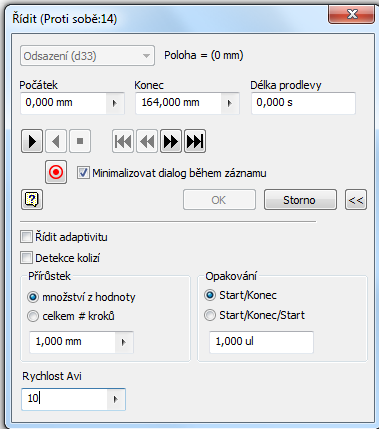 Řídit (Proti sobě:14)
Odsazení (d33) Poloha = (0 mm)
Počátek Konec Délka prodlevy
0,000 mm 164,000 mm 0,000 s
Minimalizovat dialog během záznamu
OK Storno <<
Řídit adaptivitu
Detekce kolizí
Přírůstek Opakování
množství z hodnoty Start/Konec
celkem # kroků Start/Konec/Start
1,000 mm 1,000 ul
Rychlost Avi
10